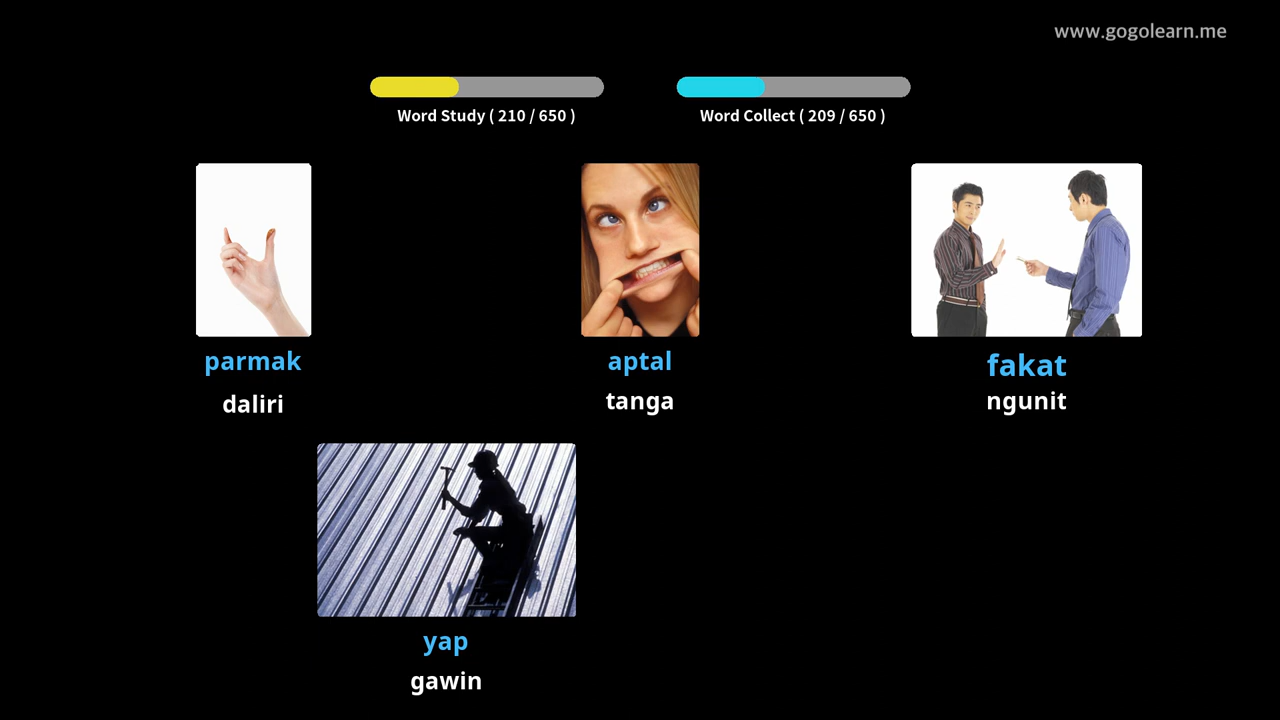 www.gogolearn.me
Word Study ( 210 / 650 )
Word Collect ( 209 / 650 )
parmak
daliri
aptal
tanga
fakat
ngunit
yap
gawin